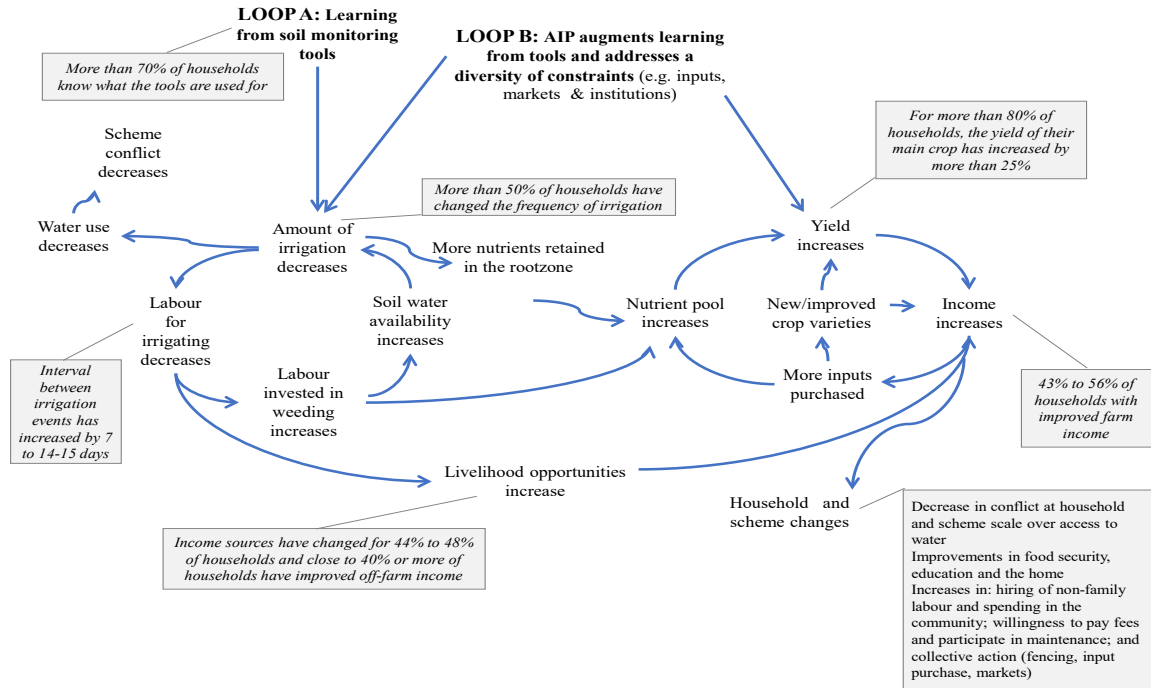 LOOP A: Learning
from soil monitoring
tools
LOOP B: AIP augments learning
from tools and addresses a
diversity of constraints (e.g. inputs,
markets & institutions)
More than 70% of households
know what the tools are used for
For more than 80% of
households, the yield of their
main crop has increased by
more than 25%
Scheme
conflict
decreases
More than 50% of households have
changed the frequency of irrigation
Water use
decreases
Amount of
irrigation
decreases
More nutrients retained
in the rootzone
Yield
increases
Labour
for
irrigating
decreases
Soil water
availability
increases
Nutrient pool
increases
New/improved
crop varieties
Income
increases
Interval
between
irrigation
events has
increased by 7
to 14-15 days
Labour
invested in
weeding
increases
More inputs
purchased
43% to 56% of
households with
improved farm
income
Livelihood opportunities
increase
Household and
scheme changes
Income sources have changed for 44% to 48%
of households and close to 40% or more of
households have improved off-farm income
Decrease in conflict at household
and scheme scale over access to
water
Improvements in food security,
education and the home
Increases in: hiring of non-family
labour and spending in the
community; willingness to pay fees
and participate in maintenance; and
collective action (fencing, input
purchase, markets)